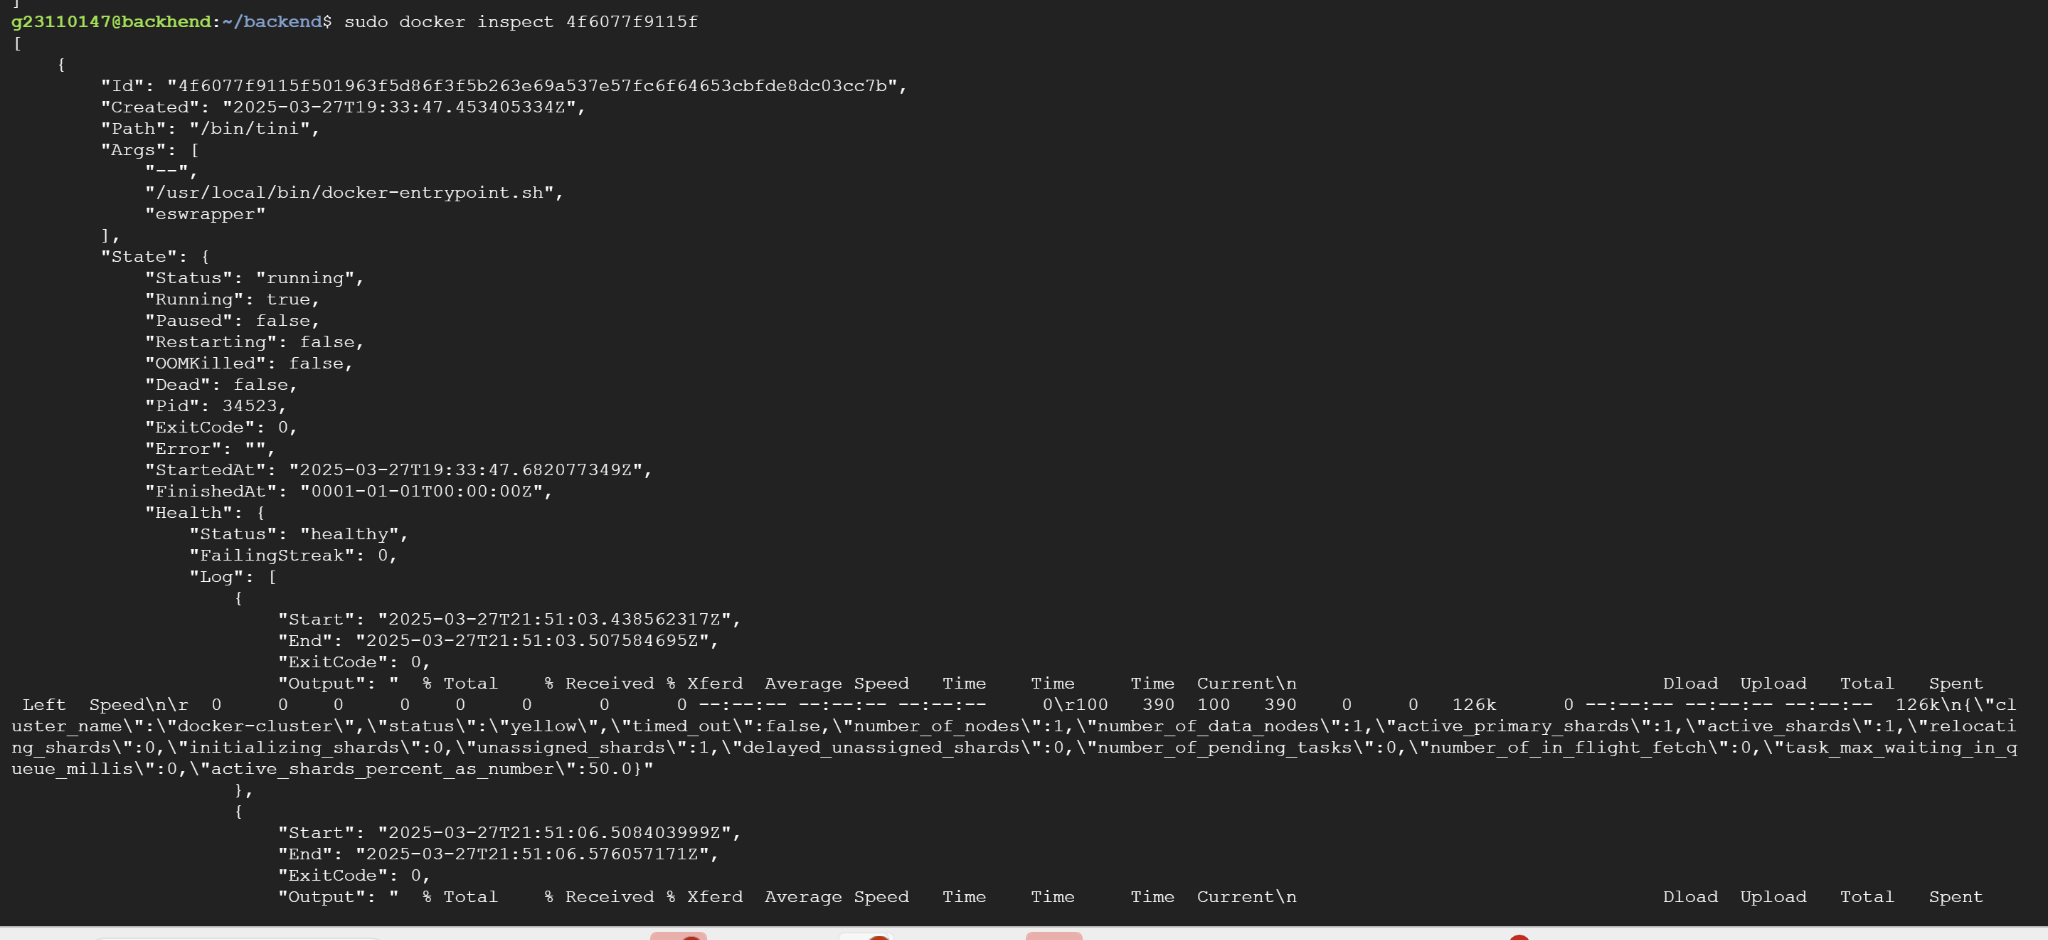 ]
g23110147@backhend:~/backend$ sudo docker inspect 4f6077f9115f
[
    {
        "Id": "4f6077f9115f501963f5d86f3f5b263e69a537e57fc6f64653cbfde8dc03cc7b",
        "Created": "2025-03-27T19:33:47.453405334Z",
        "Path": "/bin/tini",
        "Args": [
            "--",
            "/usr/local/bin/docker-entrypoint.sh",
            "eswrapper"
        ],
        "State": {
            "Status": "running",
            "Running": true,
            "Paused": false,
            "Restarting": false,
            "OOMKilled": false,
            "Dead": false,
            "Pid": 34523,
            "ExitCode": 0,
            "Error": "",
            "StartedAt": "2025-03-27T19:33:47.682077349Z",
            "FinishedAt": "0001-01-01T00:00:00Z",
            "Health": {
                "Status": "healthy",
                "FailingStreak": 0,
                "Log": [
                    {
                        "Start": "2025-03-27T21:51:03.438562317Z",
                        "End": "2025-03-27T21:51:03.507584695Z",
                        "ExitCode": 0,
                        "Output": "  % Total    % Received % Xferd  Average Speed   Time    Time     Time  Current\n                                 Dload  Upload   Total   Spent
 Left  Speed\n\r  0     0    0     0    0     0      0      0 --:--:-- --:--:-- --:--:--     0\r100   390  100   390    0     0   126k      0 --:--:-- --:--:-- --:--:--  126k\n{\"cl
uster_name\":\"docker-cluster\",\"status\":\"yellow\",\"timed_out\":false,\"number_of_nodes\":1,\"number_of_data_nodes\":1,\"active_primary_shards\":1,\"active_shards\":1,\"relocati
ng_shards\":0,\"initializing_shards\":0,\"unassigned_shards\":1,\"delayed_unassigned_shards\":0,\"number_of_pending_tasks\":0,\"number_of_in_flight_fetch\":0,\"task_max_waiting_in_q
ueue_millis\":0,\"active_shards_percent_as_number\":50.0}"
                    },
                    {
                        "Start": "2025-03-27T21:51:06.508403999Z",
                        "End": "2025-03-27T21:51:06.576057171Z",
                        "ExitCode": 0,
                        "Output": "  % Total    % Received % Xferd  Average Speed   Time    Time     Time  Current\n                                 Dload  Upload   Total   Spent